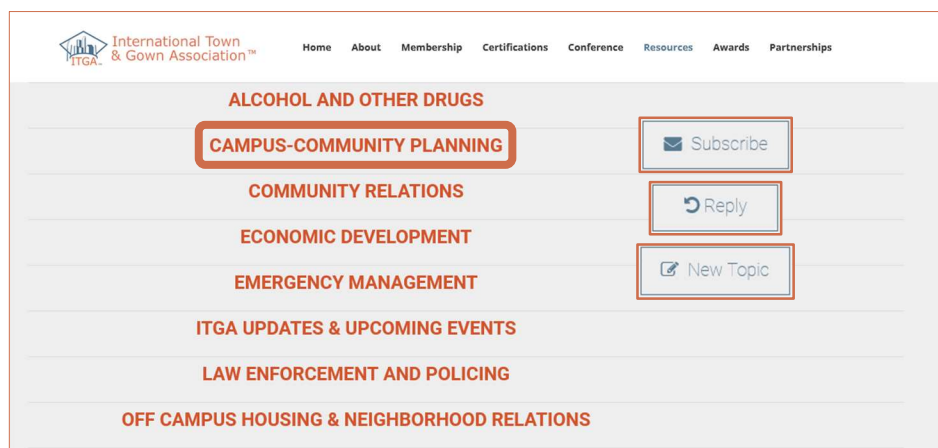 International Town
& Gown Association™
ITGA™
Home About Membership Certifications Conference Resources Awards Partnerships
ALCOHOL AND OTHER DRUGS
CAMPUS-COMMUNITY PLANNING
Subscribe
COMMUNITY RELATIONS
Reply
ECONOMIC DEVELOPMENT
New Topic
EMERGENCY MANAGEMENT
ITGA UPDATES & UPCOMING EVENTS
LAW ENFORCEMENT AND POLICING
OFF CAMPUS HOUSING & NEIGHBORHOOD RELATIONS